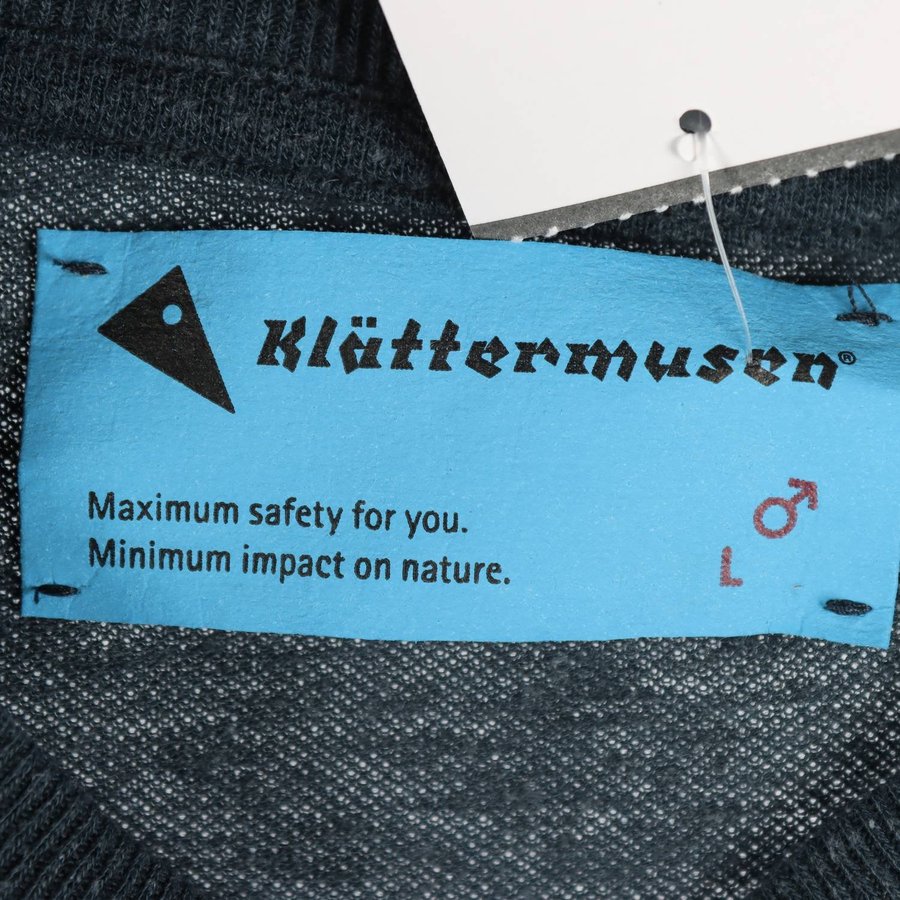 Klättermusen®
Maximum safety for you.
Minimum impact on nature.
♂
L